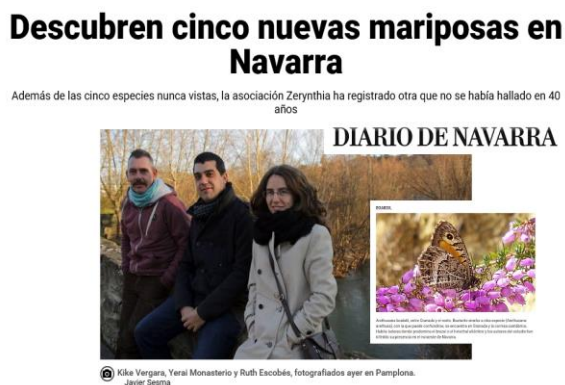 Descubren cinco nuevas mariposas en
Navarra
Además de las cinco especies nunca vistas, la asociación Zerynthia ha registrado otra que no se había hallado en 40
años
DIARIO DE NAVARRA
Kike Vergara, Yerai Monasterio y Ruth Escobés, fotografiados ayer en Pamplona.
Javier Sesma